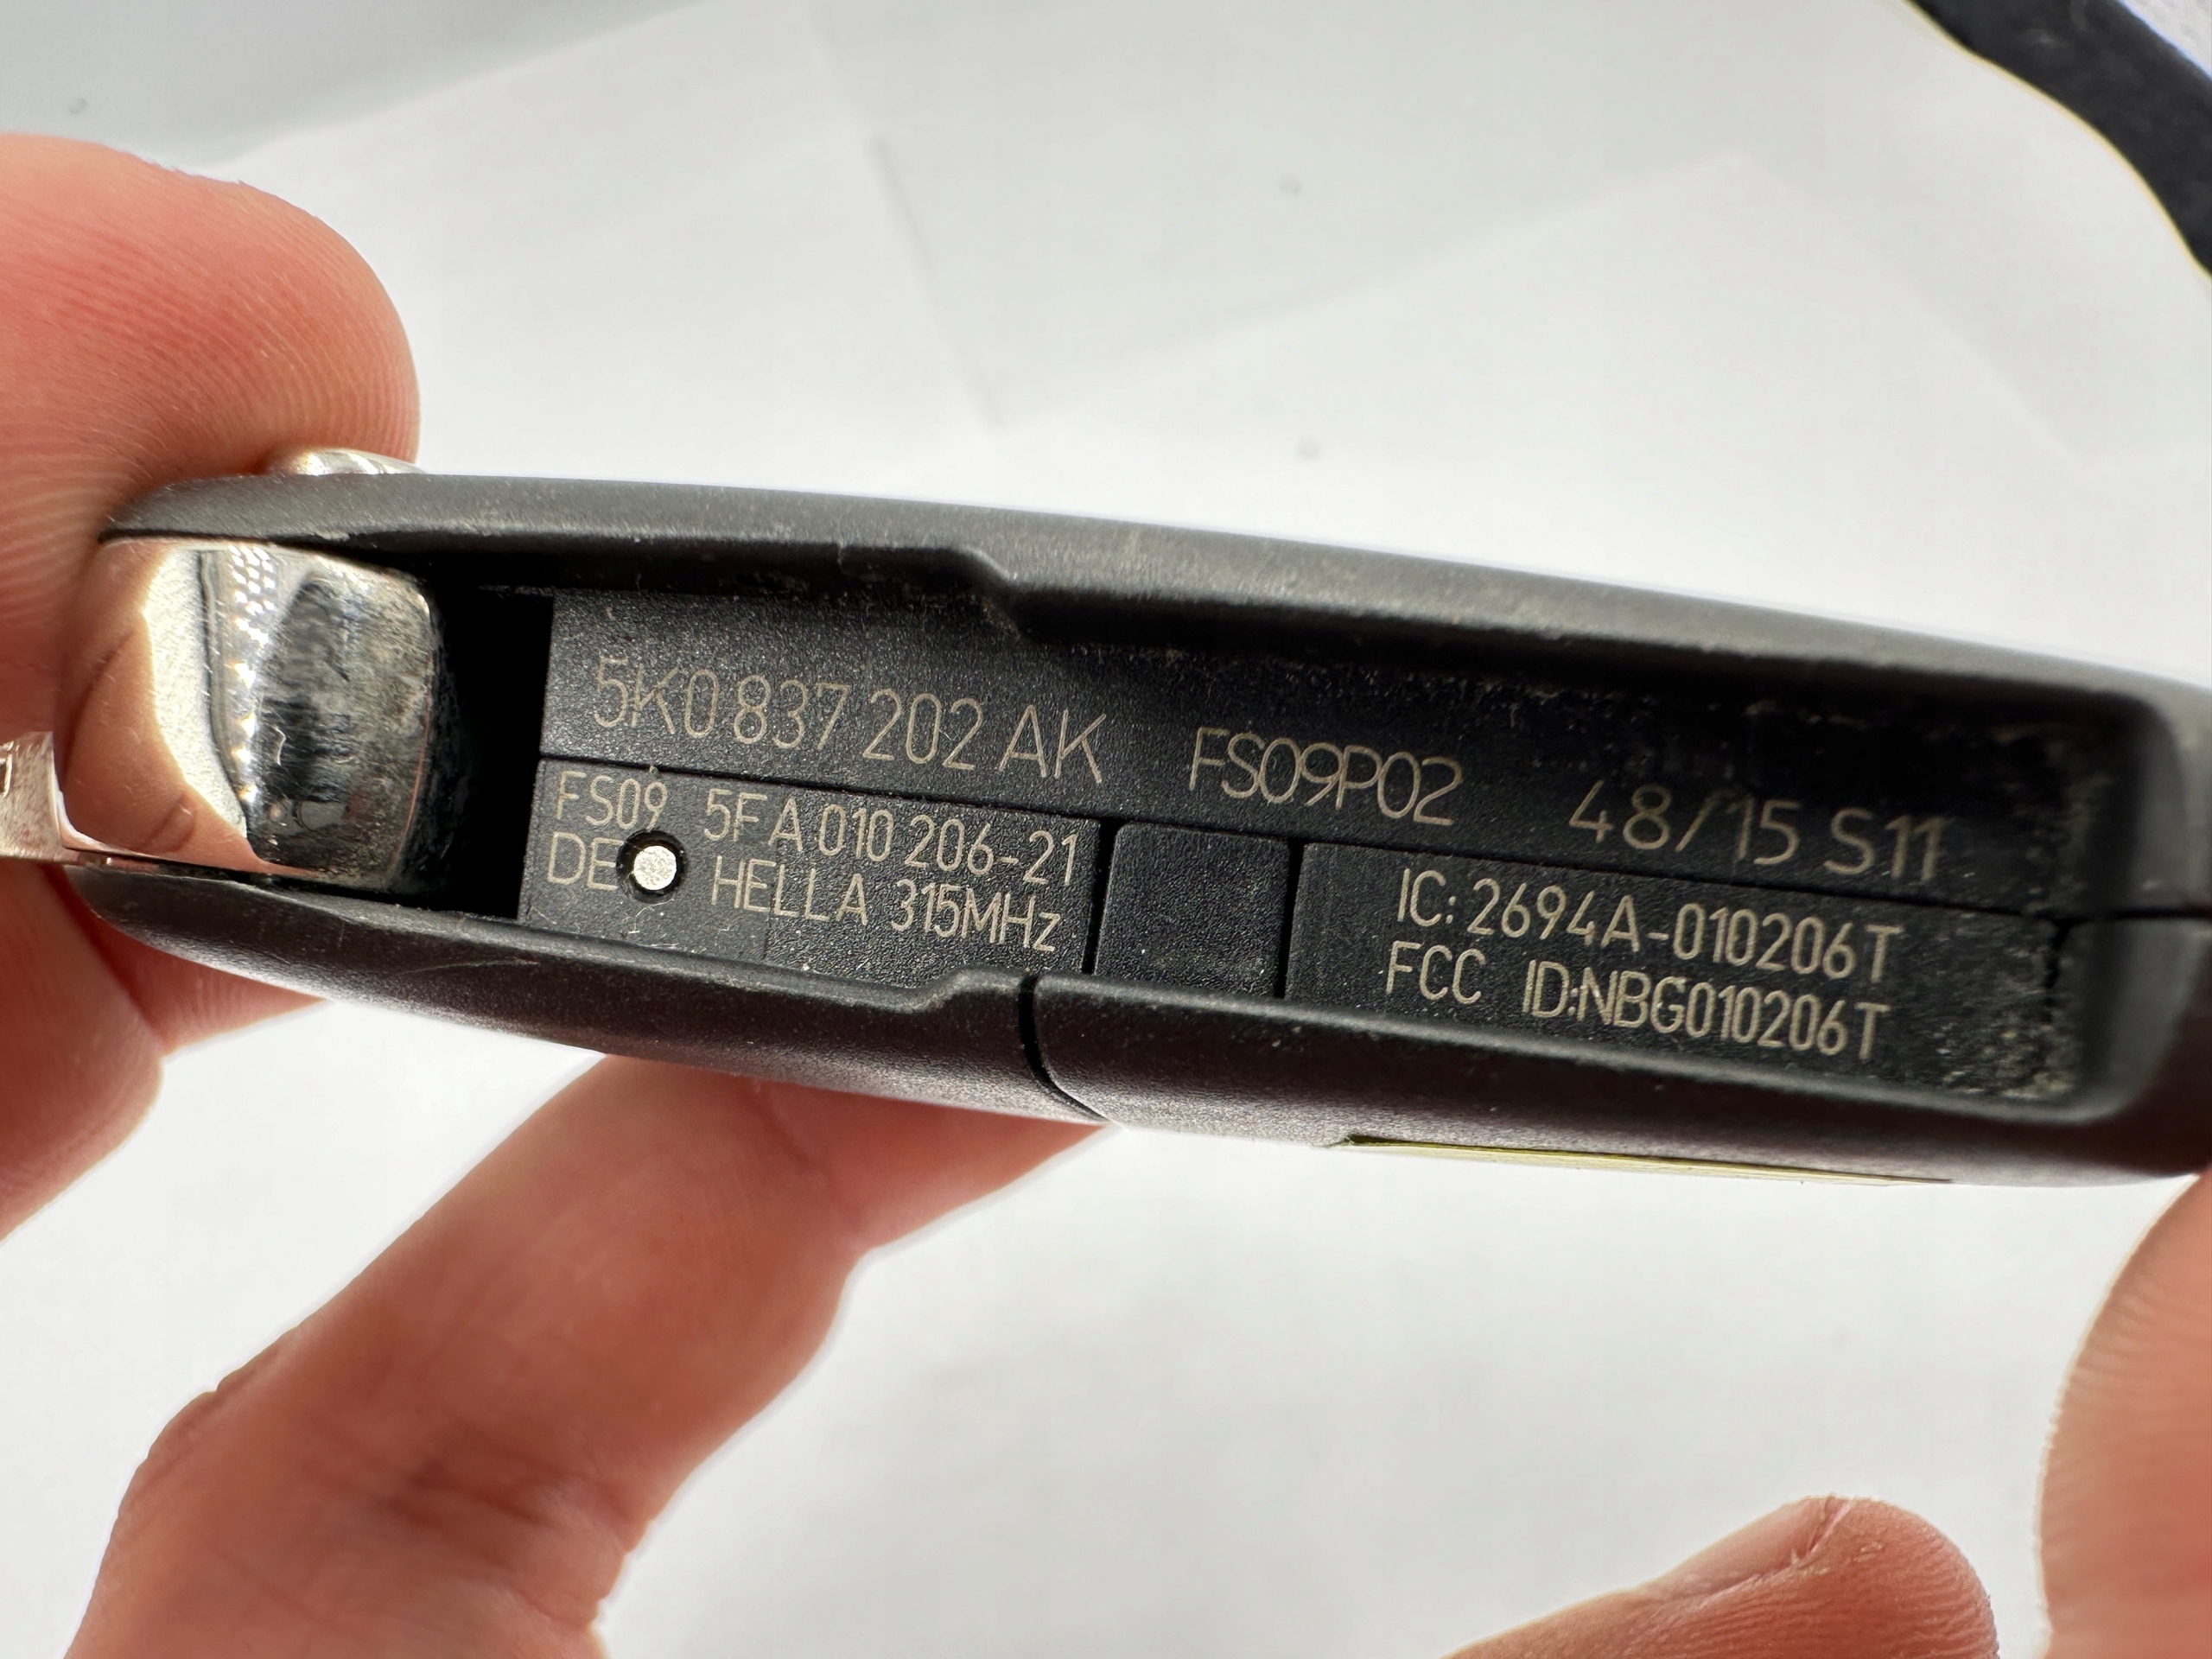 5K0 837 202 AK FS09P02 48/15 S11
FS09 5FA 010 206-21
DE HELLA 315MHz
IC: 2694A-010206T
FCC ID:NBG010206T